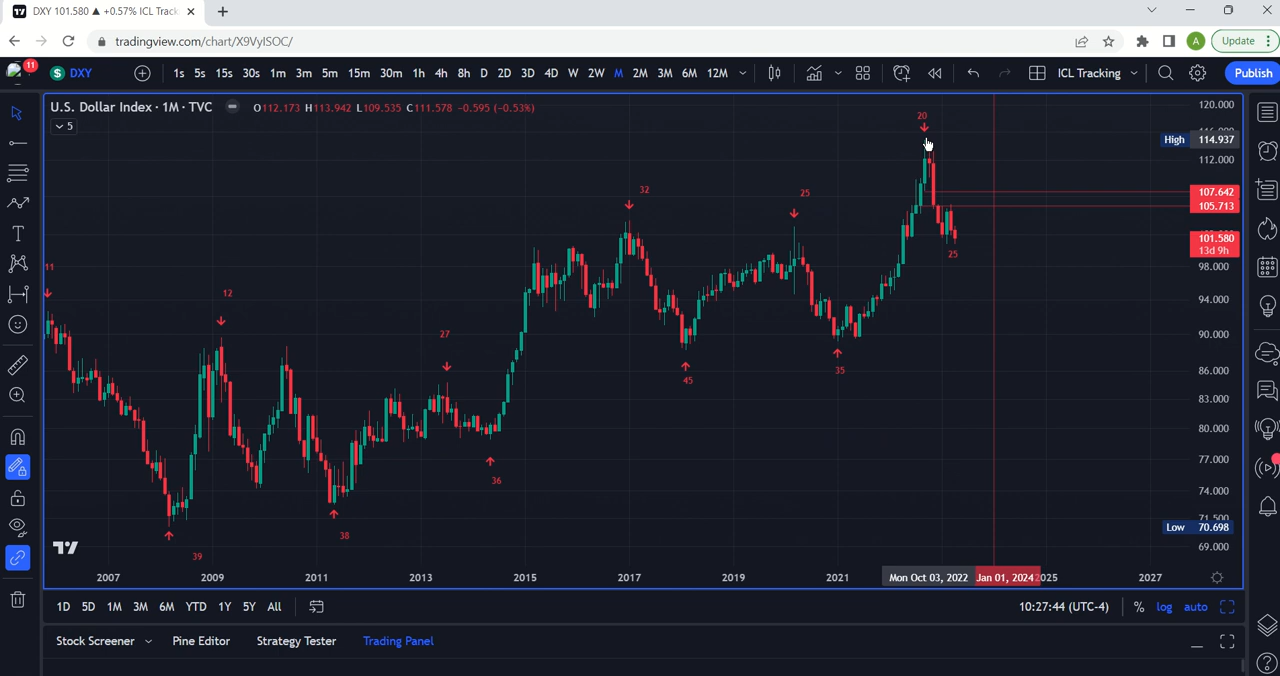 DXY 101.580 ▲ +0.57% ICL Track
tradingview.com/chart/X9VyISOC/
A
Update
11
DXY
1s 5s 15s 30s 1m 3m 5m 15m 30m 1h 4h 8h D 2D 3D 4D W 2W M 2M 3M 6M 12M
ICL Tracking
Publish
U.S. Dollar Index · 1M · TVC
O112.173 H113.942 L109.535 C111.578 -0.595 (-0.53%)
5
120.000
High 114.937
112.000
107.642
105.713
101.580
13d 9h
98.000
94.000
90.000
86.000
83.000
80.000
77.000
74.000
71.500
Low 70.698
69.000
20
32
25
25
11
12
27
45
35
36
38
39
2007 2009 2011 2013 2015 2017 2019 2021 Mon Oct 03, 2022 Jan 01, 2024 2025 2027
1D 5D 1M 3M 6M YTD 1Y 5Y All
10:27:44 (UTC-4) % log auto
Stock Screener Pine Editor Strategy Tester Trading Panel